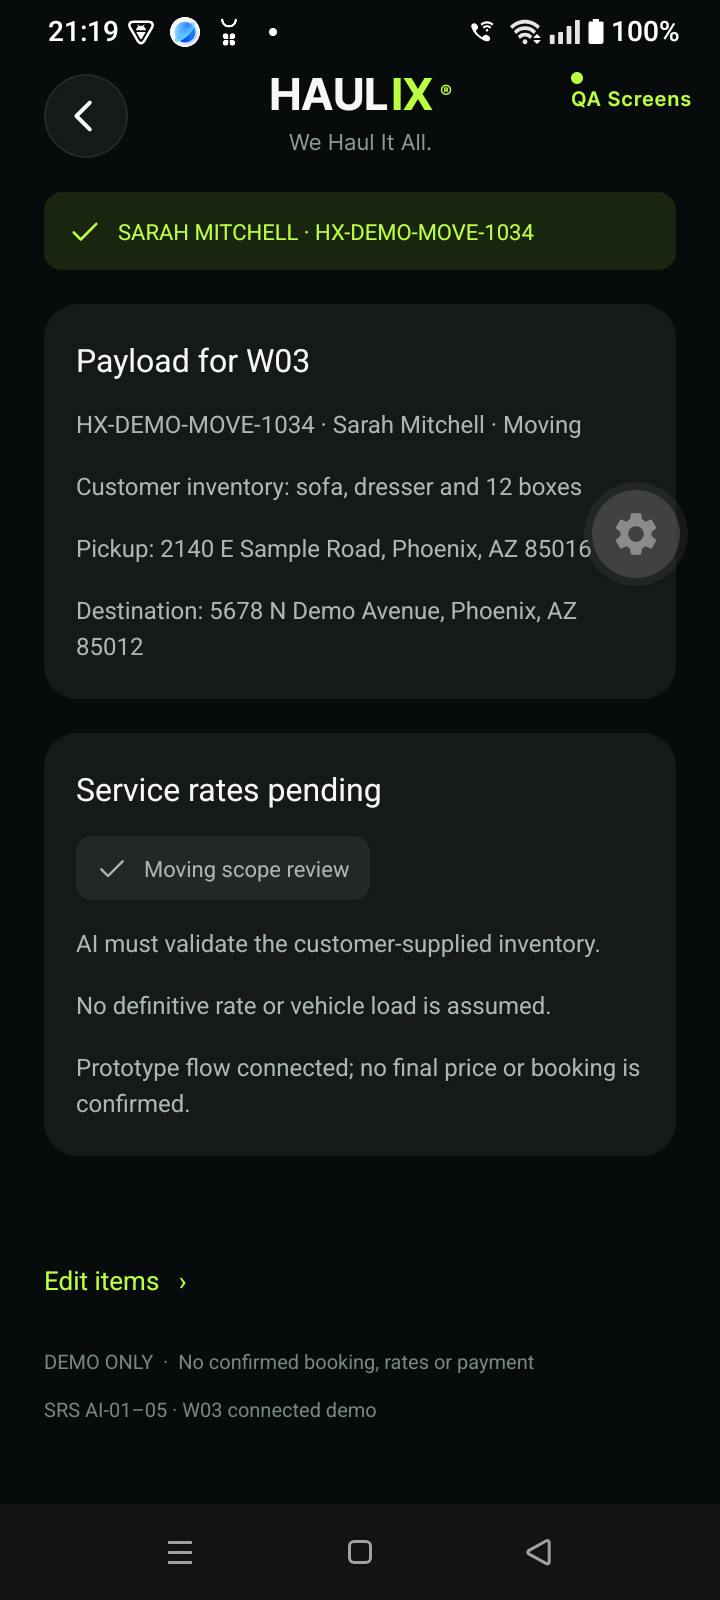 21:19
100%
HAULIX ®
We Haul It All.
QA Screens
SARAH MITCHELL · HX-DEMO-MOVE-1034
Payload for W03
HX-DEMO-MOVE-1034 · Sarah Mitchell · Moving
Customer inventory: sofa, dresser and 12 boxes
Pickup: 2140 E Sample Road, Phoenix, AZ 85016
Destination: 5678 N Demo Avenue, Phoenix, AZ
85012
Service rates pending
Moving scope review
AI must validate the customer-supplied inventory.
No definitive rate or vehicle load is assumed.
Prototype flow connected; no final price or booking is
confirmed.
Edit items ›
DEMO ONLY · No confirmed booking, rates or payment
SRS AI-01–05 · W03 connected demo